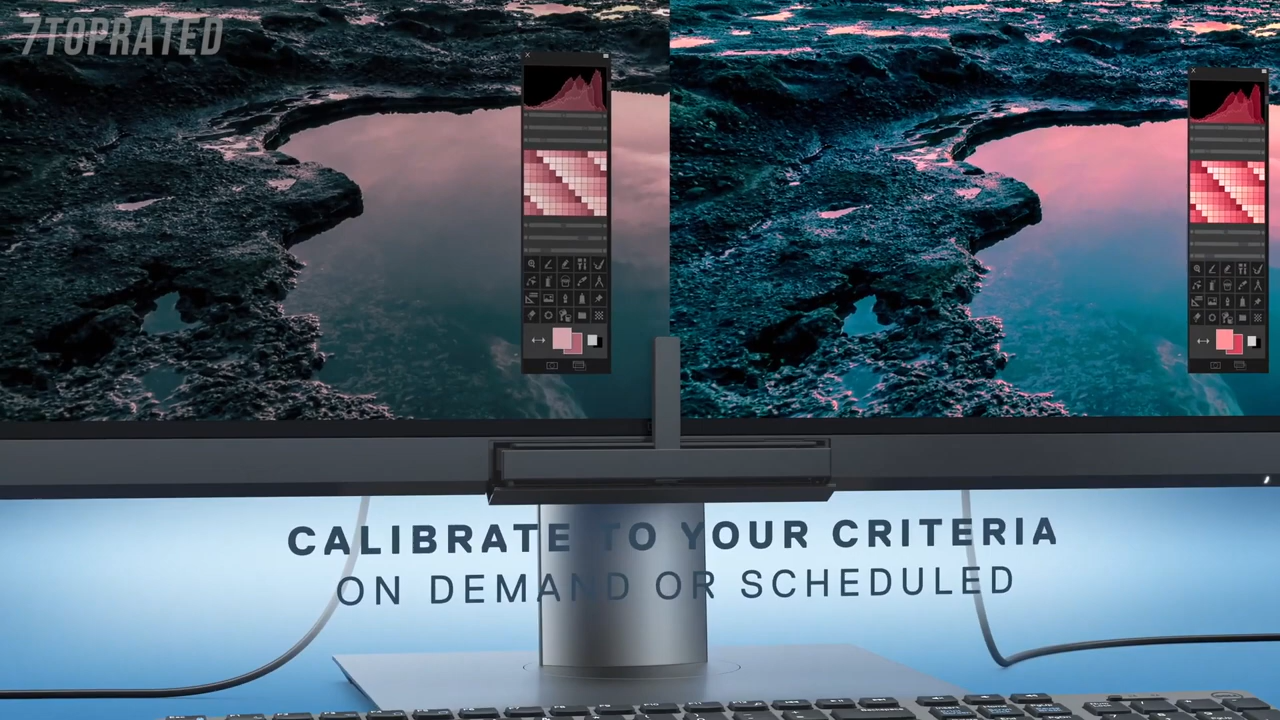 7TOPRATED
CALIBRATE TO YOUR CRITERIA
ON DEMAND OR SCHEDULED